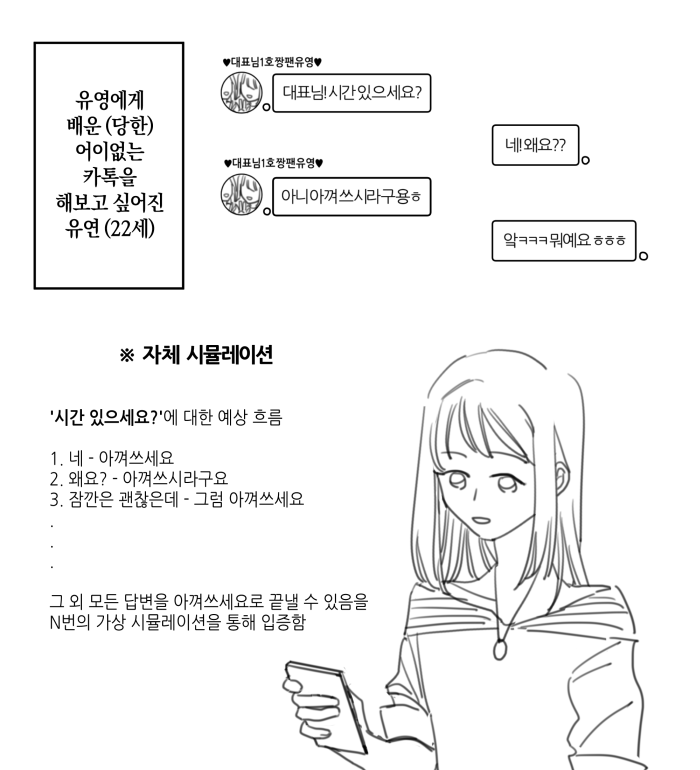 유영에게
배운 (당한)
어이없는
카톡을
해보고 싶어진
유연 (22세)
♥대표님1호짱팬유영♥
대표님!시간있으세요?
네!왜요??
♥대표님1호짱팬유영♥
아니아껴쓰시라구용ㅎ
앜ㅋㅋㅋ뭐예요ㅎㅎㅎ
※ 자체 시뮬레이션
'시간 있으세요?'에 대한 예상 흐름
1. 네 - 아껴쓰세요
2. 왜요? - 아껴쓰시라구요
3. 잠깐은 괜찮은데 - 그럼 아껴쓰세요
.
.
.
그 외 모든 답변을 아껴쓰세요로 끝낼 수 있음을
N번의 가상 시뮬레이션을 통해 입증함